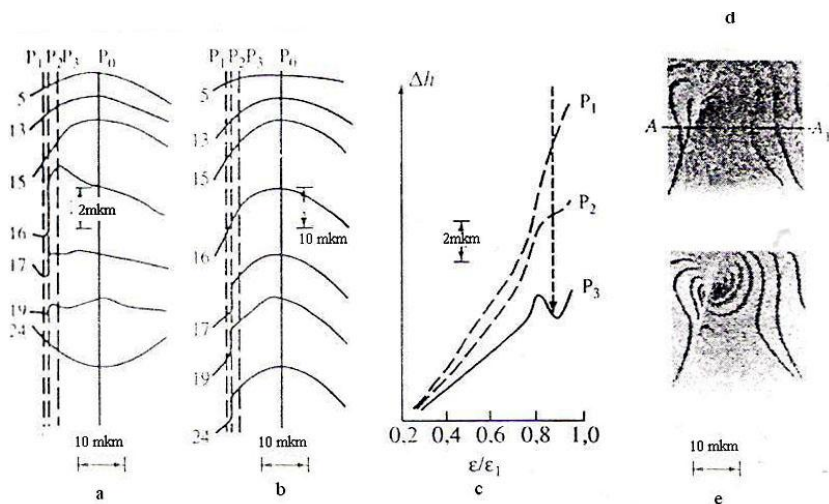 d
P₁ P₂ P₃ P₀
5
13
15
16
2mkm
17
19
24
10 mkm
a
P₁ P₂ P₃ P₀
5
13
15
16
10 mkm
17
19
24
10 mkm
b
Δh
P₁
P₂
2mkm
P₃
0,2 0,4 0,6 0,8 1,0
ε/ε₁
c
A A₁
10 mkm
e